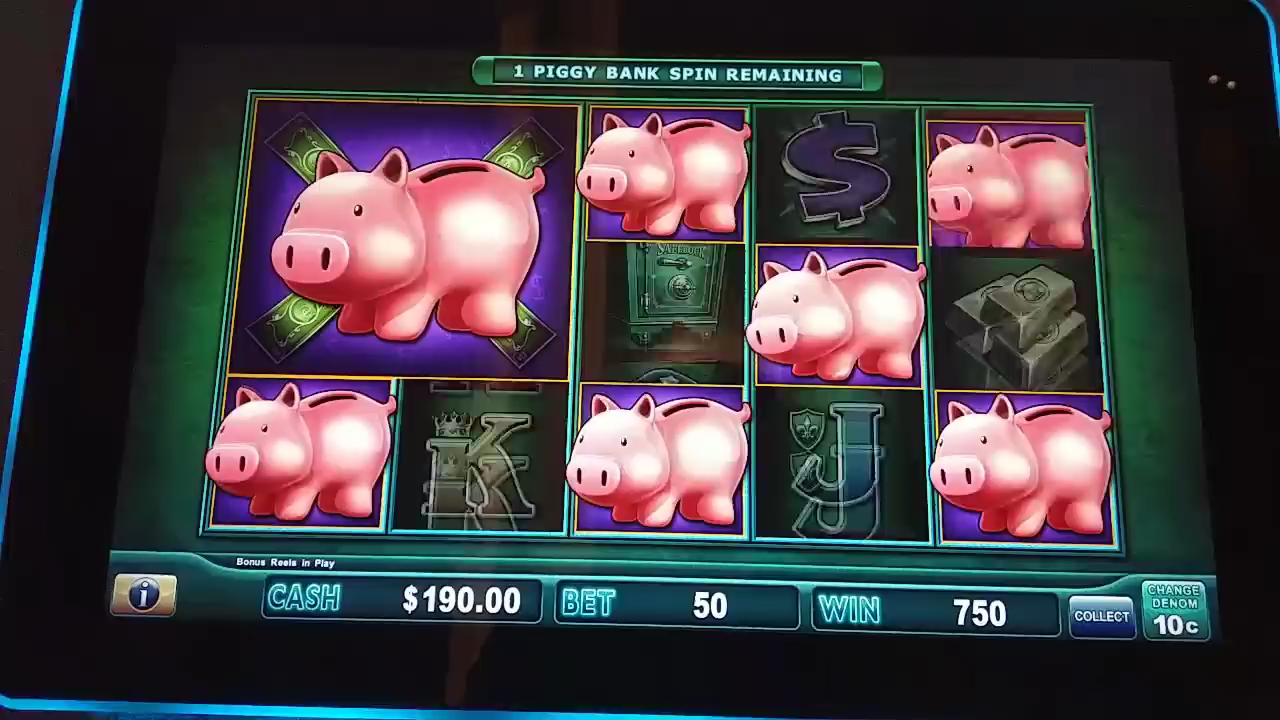 1 PIGGY BANK SPIN REMAINING
$
SAFELOCK
K
J
Bonus Reels in Play
i
CASH $190.00 BET 50 WIN 750 COLLECT
CHANGE
DENOM
10c